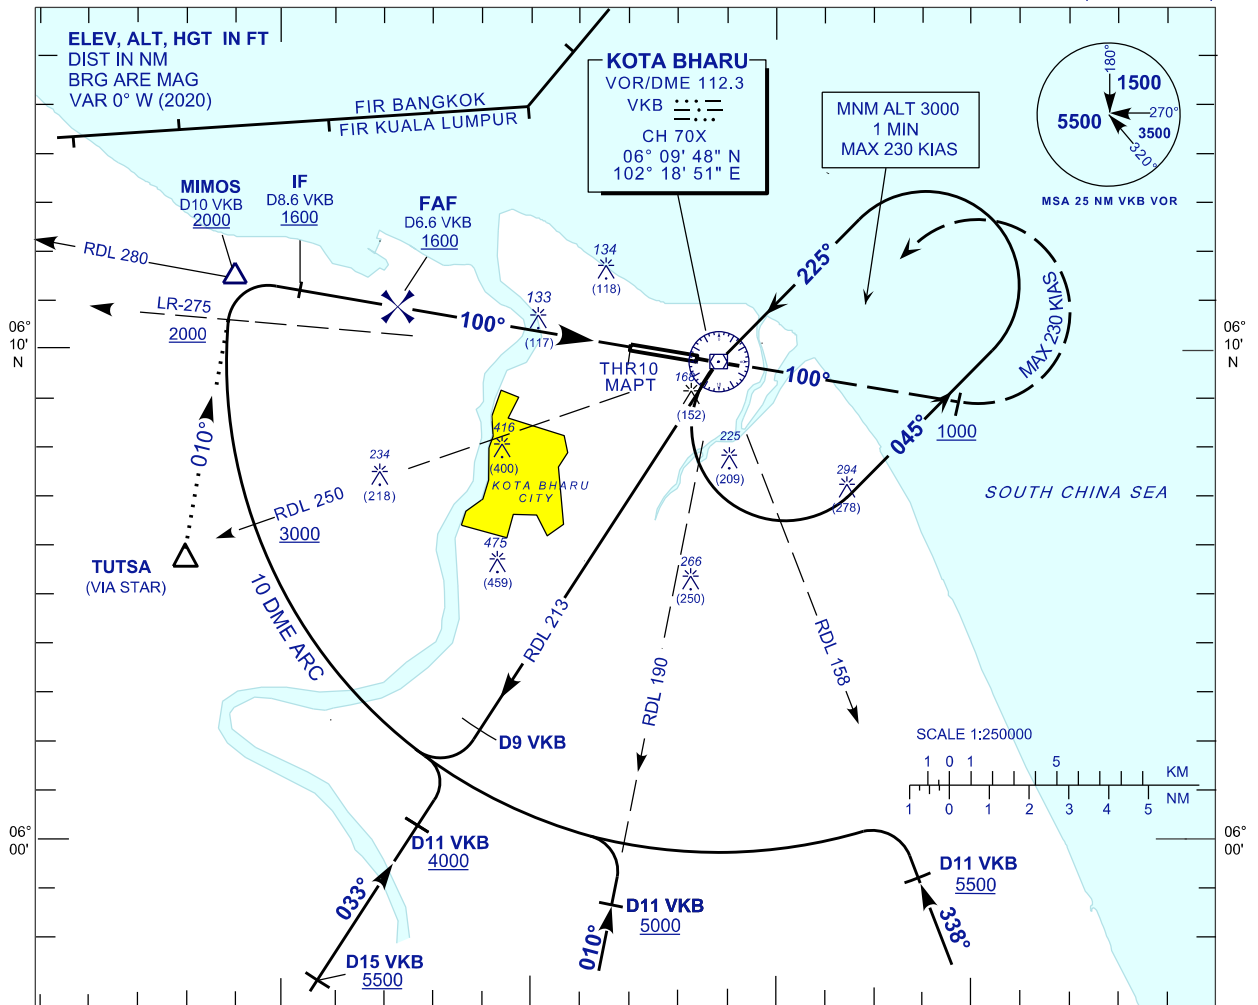 ELEV, ALT, HGT IN FT
DIST IN NM
BRG ARE MAG
VAR 0° W (2020)
FIR BANGKOK
FIR KUALA LUMPUR
KOTA BHARU
VOR/DME 112.3
VKB
CH 70X
06° 09' 48" N
102° 18' 51" E
MNM ALT 3000
1 MIN
MAX 230 KIAS
180°
1500
270°
5500
3500
320°
MSA 25 NM VKB VOR
MIMOS
D10 VKB
2000
IF
D8.6 VKB
1600
FAF
D6.6 VKB
1600
RDL 280
LR-275
2000
134
(118)
133
(117)
225°
MAX 230 KIAS
100°
06°
10'
N
06°
10'
N
THR10
MAPT
(152)
100°
1000
045°
010°
416
(400)
KOTA BHARU
CITY
234
(218)
225
(209)
294
(278)
SOUTH CHINA SEA
RDL 250
3000
475
(459)
266
(250)
TUTSA
(VIA STAR)
10 DME ARC
RDL 213
RDL 190
RDL 158
D9 VKB
SCALE 1:250000
1 0 1 5
KM
NM
1 0 1 2 3 4 5
06°
00'
06°
00'
D11 VKB
4000
D11 VKB
5500
033°
D11 VKB
5000
010°
338°
D15 VKB
5500